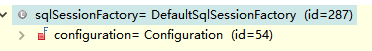 sqlSessionFactory= DefaultSqlSessionFactory (id=287)
configuration= Configuration (id=54)